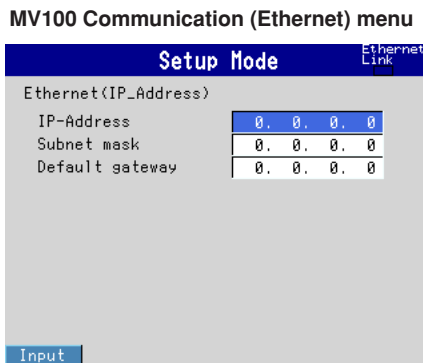 MV100 Communication (Ethernet) menu
Setup Mode
Ethernet
Link
Ethernet(IP_Address)
IP-Address 0. 0. 0. 0
Subnet mask 0. 0. 0. 0
Default gateway 0. 0. 0. 0
Input